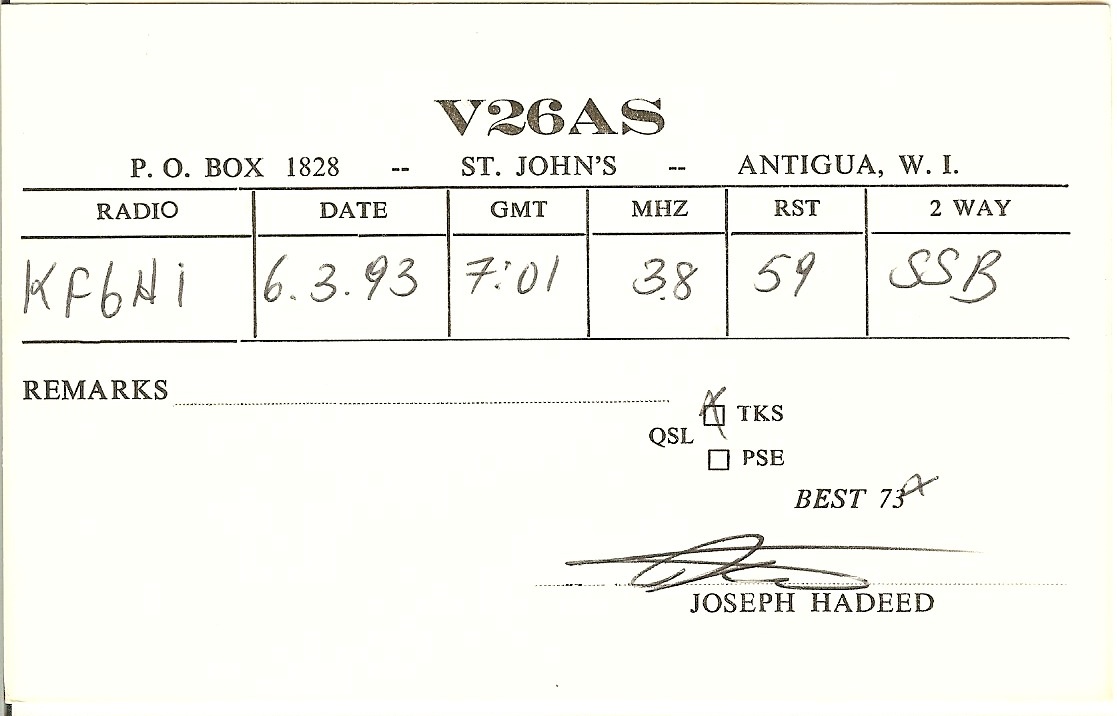 V26AS
P. O. BOX 1828 -- ST. JOHN'S -- ANTIGUA, W. I.
RADIO DATE GMT MHZ RST 2 WAY
KF6Hi 6.3.93 7:01 3.8 59 SSB
REMARKS
TKS
QSL
PSE
BEST 73
JOSEPH HADEED